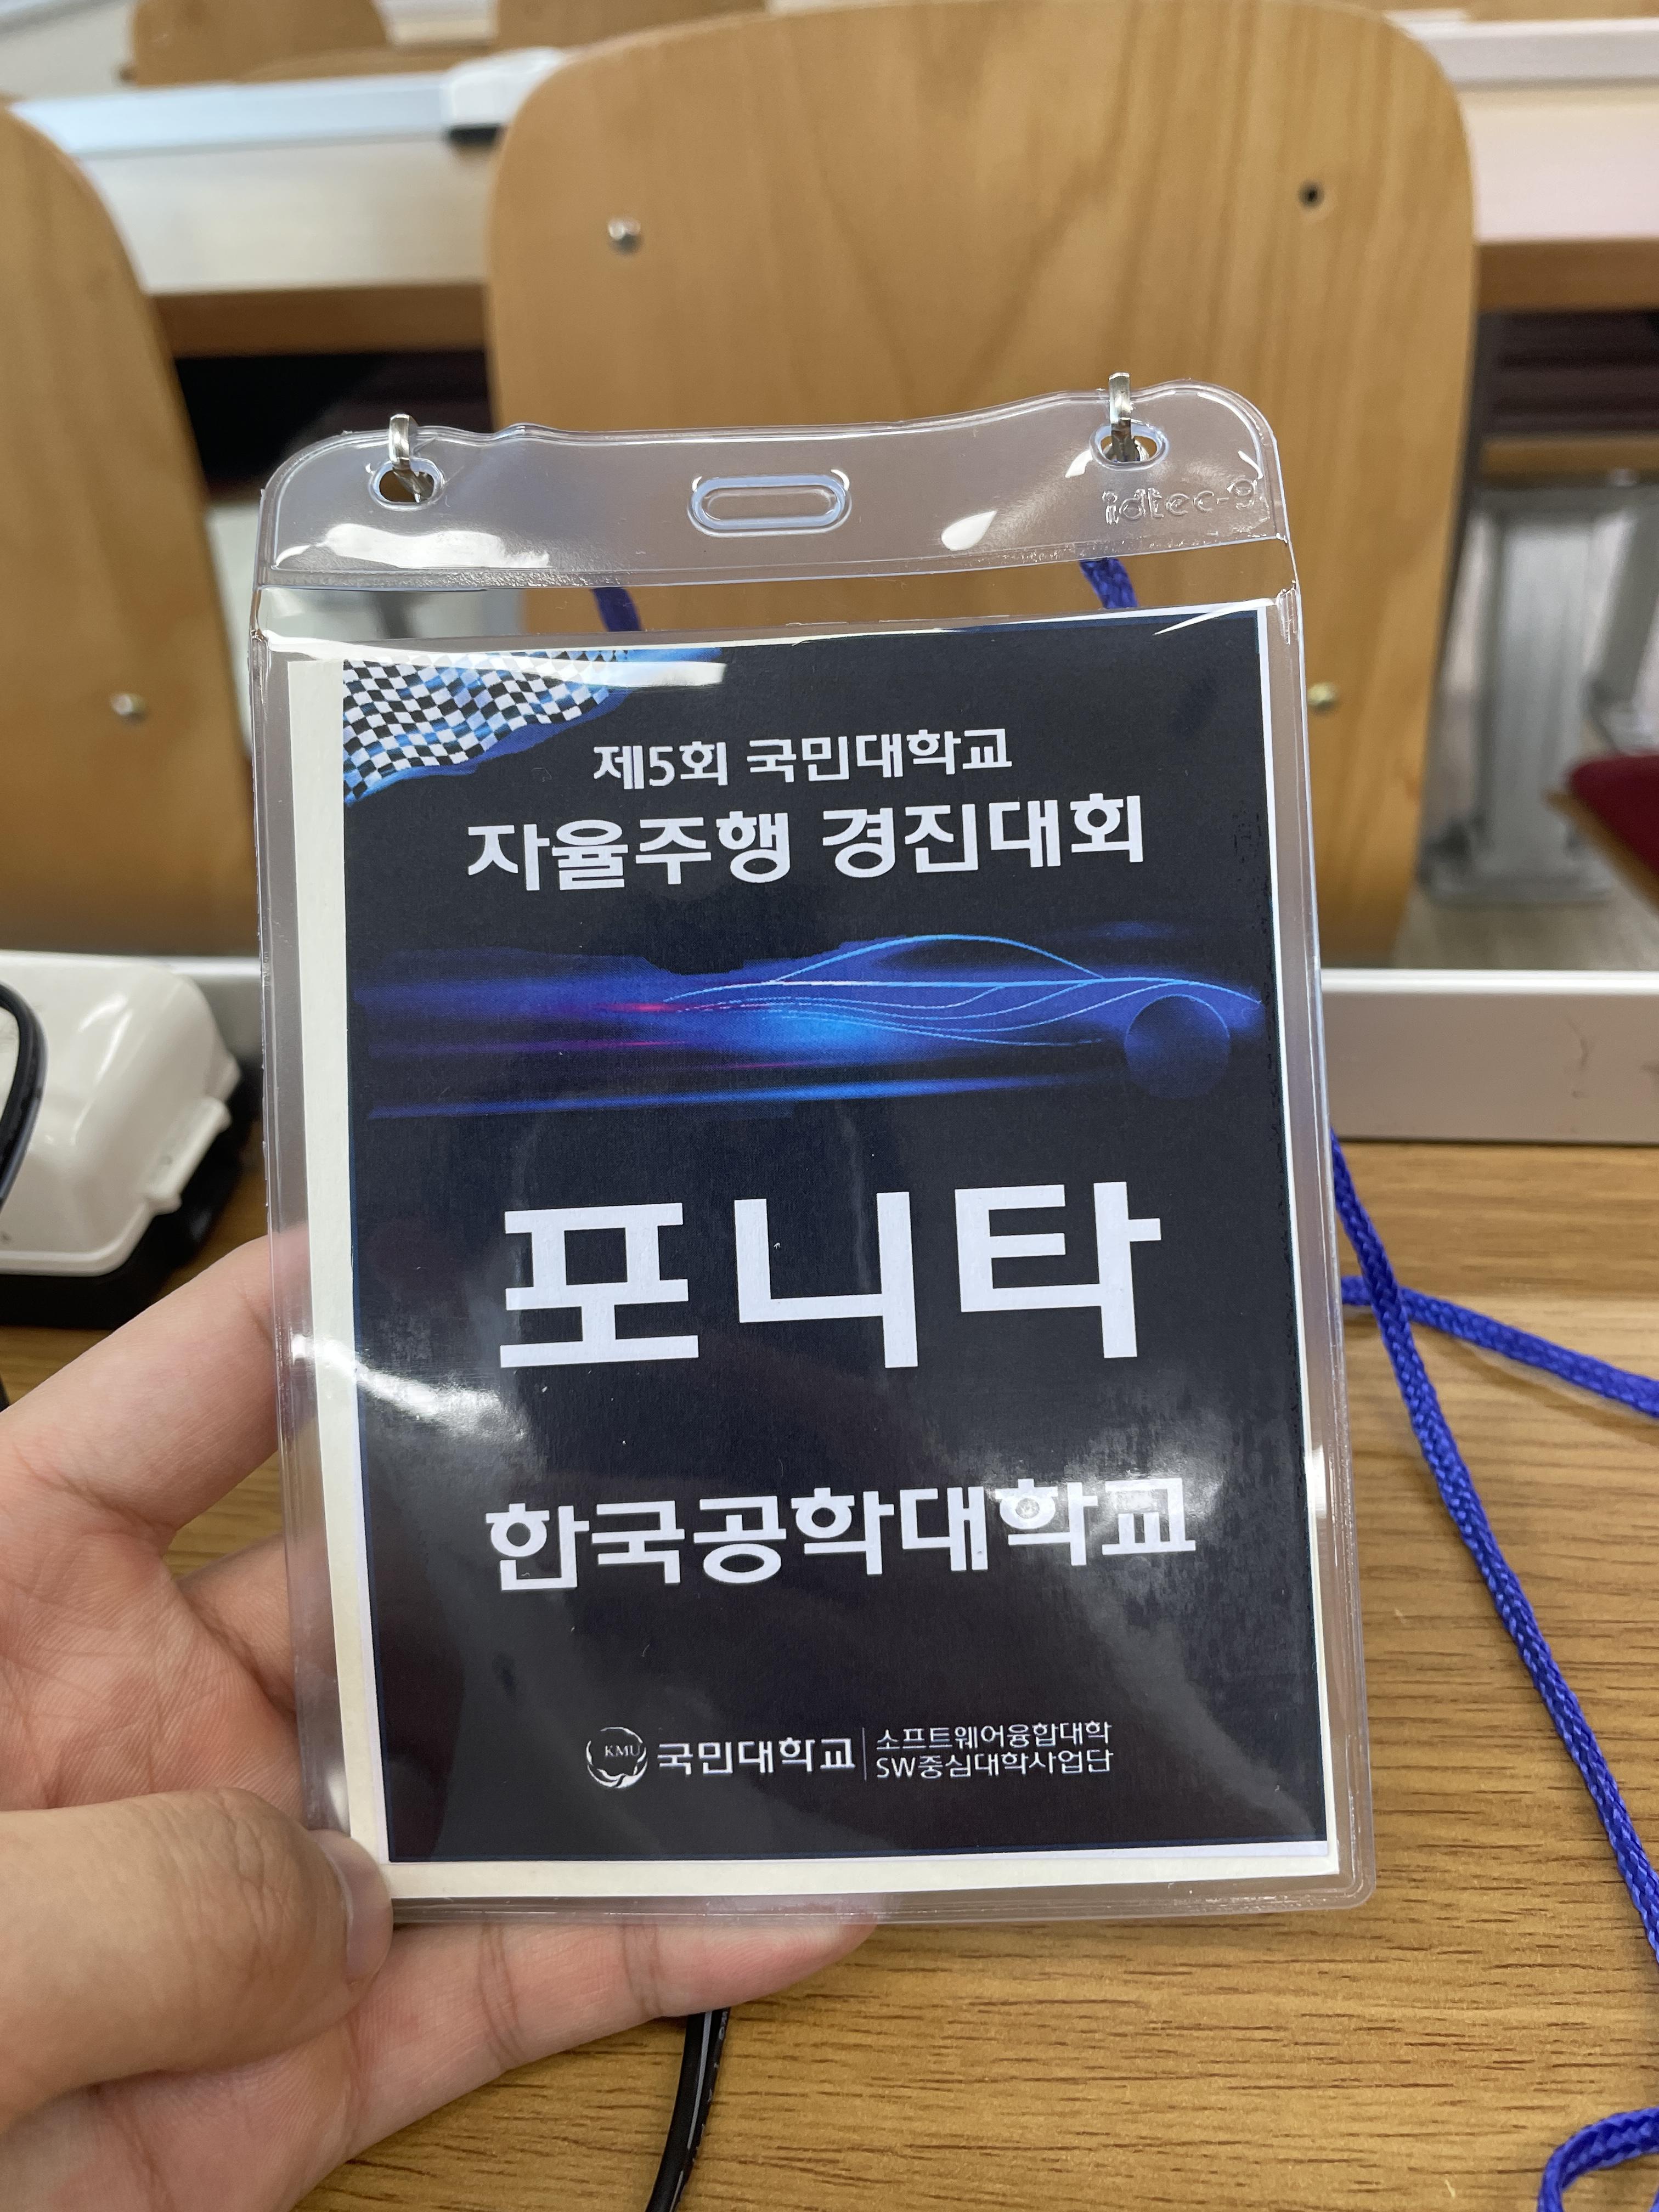 idtec-g
제5회 국민대학교
자율주행 경진대회
포니타
한국공학대학교
KMU 국민대학교
소프트웨어융합대학
SW중심대학사업단